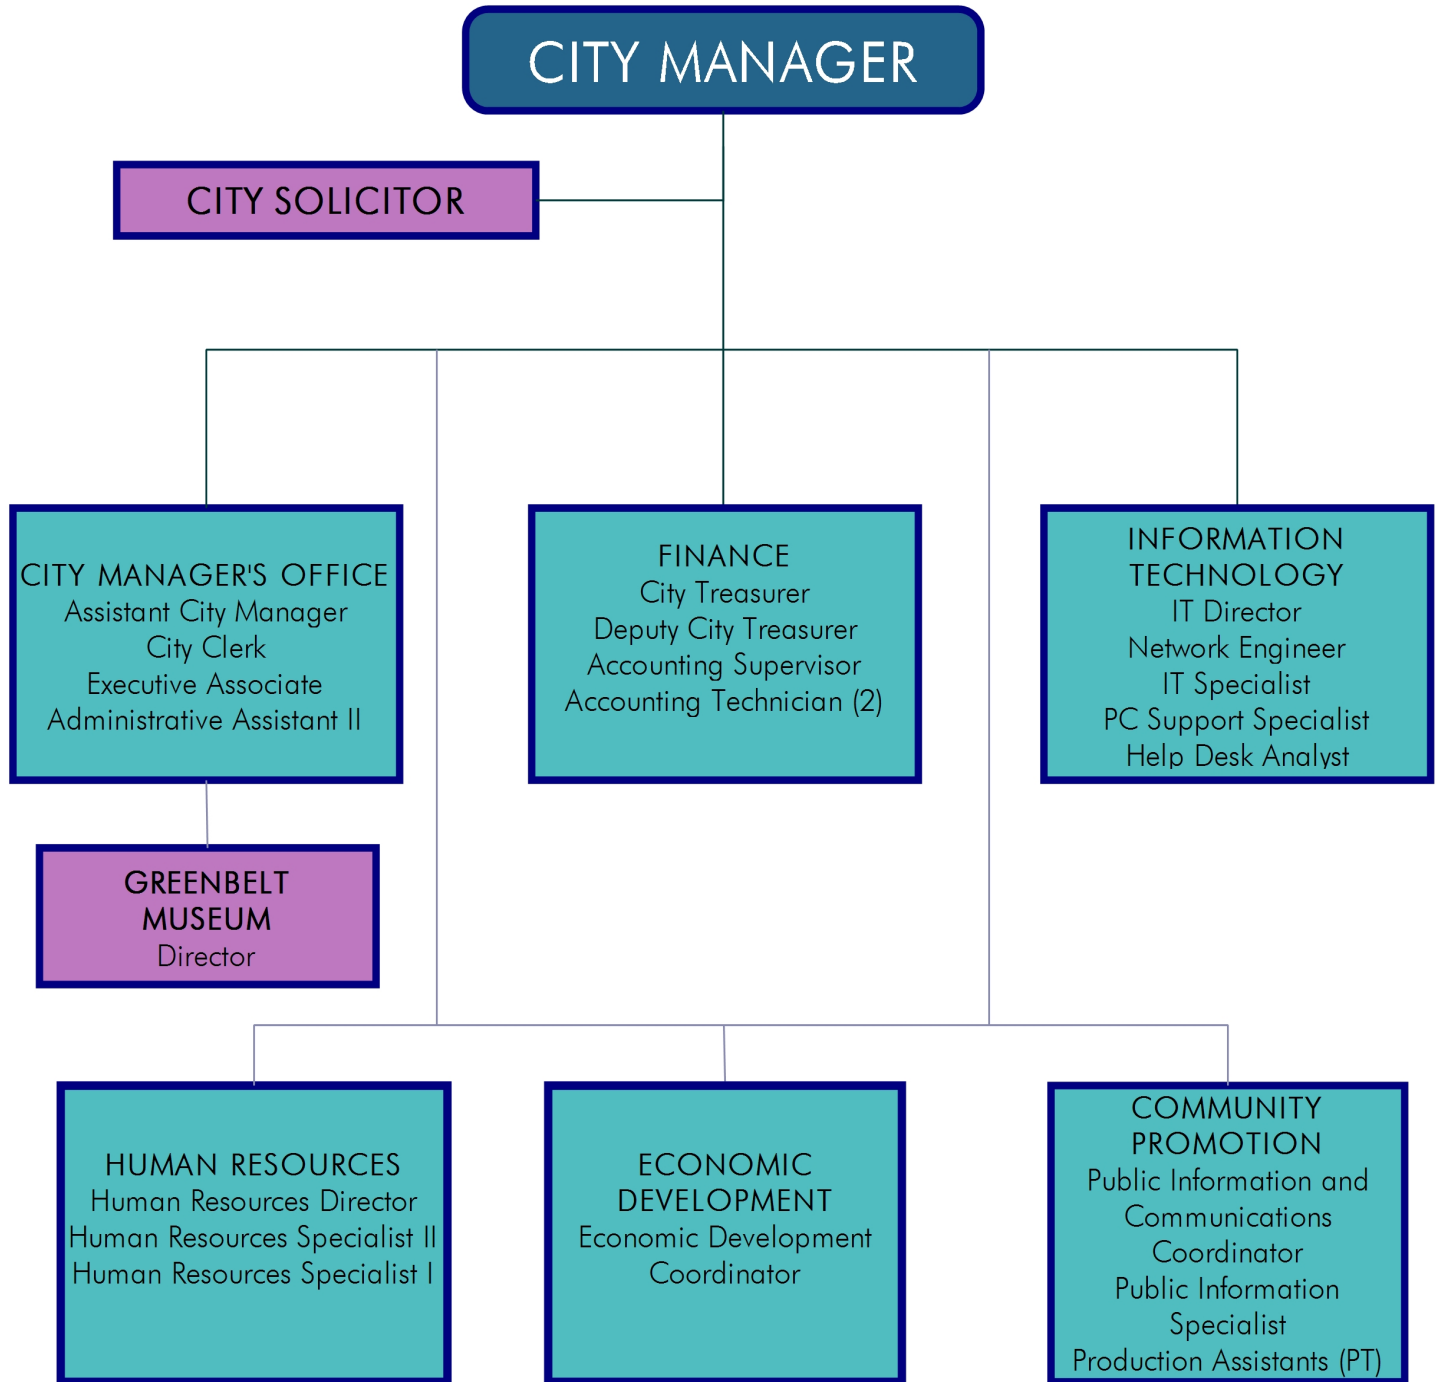 CITY MANAGER
CITY SOLICITOR
CITY MANAGER'S OFFICE
Assistant City Manager
City Clerk
Executive Associate
Administrative Assistant II
FINANCE
City Treasurer
Deputy City Treasurer
Accounting Supervisor
Accounting Technician (2)
INFORMATION
TECHNOLOGY
IT Director
Network Engineer
IT Specialist
PC Support Specialist
Help Desk Analyst
GREENBELT
MUSEUM
Director
HUMAN RESOURCES
Human Resources Director
Human Resources Specialist II
Human Resources Specialist I
ECONOMIC
DEVELOPMENT
Economic Development
Coordinator
COMMUNITY
PROMOTION
Public Information and
Communications
Coordinator
Public Information
Specialist
Production Assistants (PT)